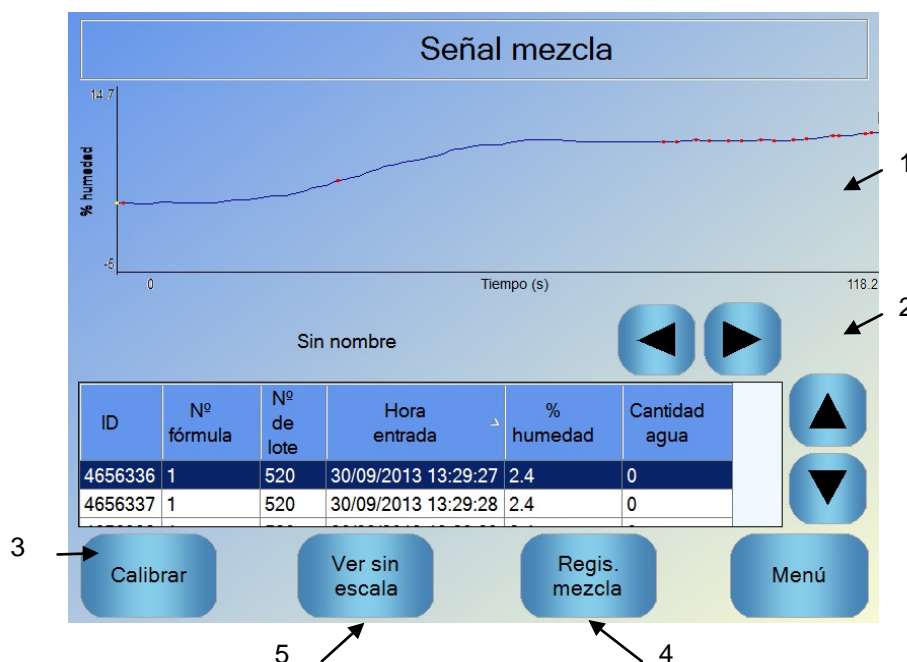 Señal mezcla
14.7
% humedad
-5
0
Tiempo (s)
118.2
1
2
Sin nombre
ID
Nº fórmula
Nº de lote
Hora entrada
% humedad
Cantidad agua
4656336 1 520 30/09/2013 13:29:27 2.4 0
4656337 1 520 30/09/2013 13:29:28 2.4 0
3
Calibrar
Ver sin
escala
Regis.
mezcla
Menú
5
4